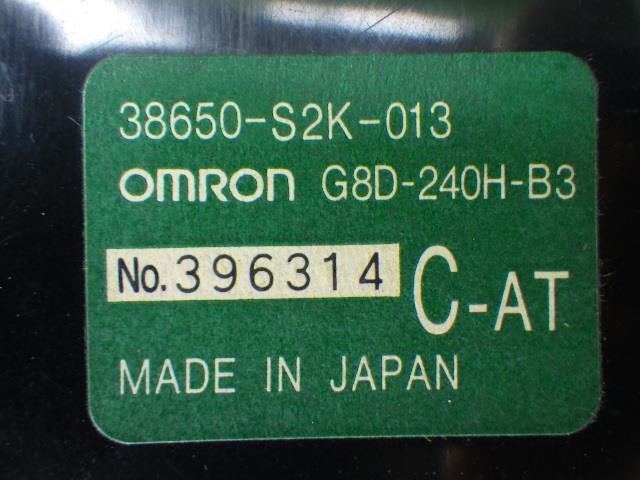 38650-S2K-013
OMRON G8D-240H-B3
No. 396314 C-AT
MADE IN JAPAN